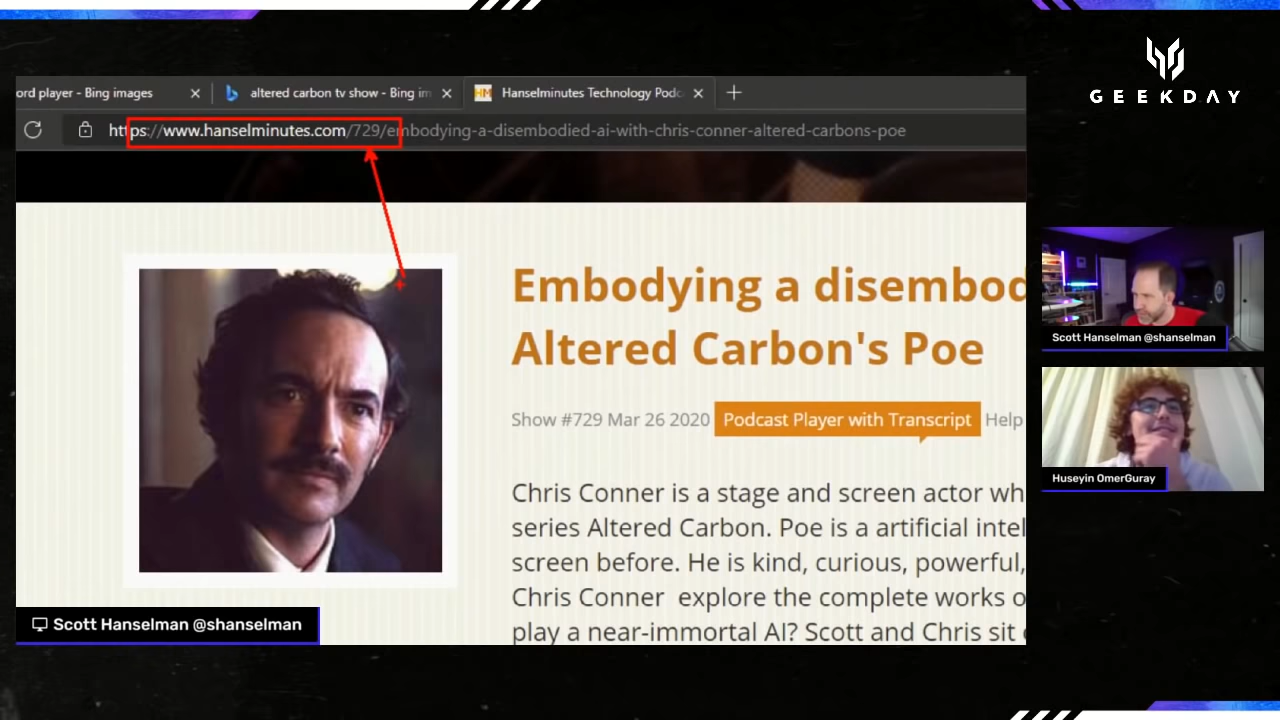 GEEKDAY
ord player - Bing images
altered carbon tv show - Bing im
HM
Hanselminutes Technology Podc
https://www.hanselminutes.com/729/embodying-a-disembodied-ai-with-chris-conner-altered-carbons-poe
Embodying a disembod
Altered Carbon's Poe
Show #729 Mar 26 2020 Podcast Player with Transcript Help
Chris Conner is a stage and screen actor wh
series Altered Carbon. Poe is a artificial intel
screen before. He is kind, curious, powerful,
Chris Conner explore the complete works o
play a near-immortal AI? Scott and Chris sit
Scott Hanselman @shanselman
Scott Hanselman @shanselman
Huseyin OmerGuray